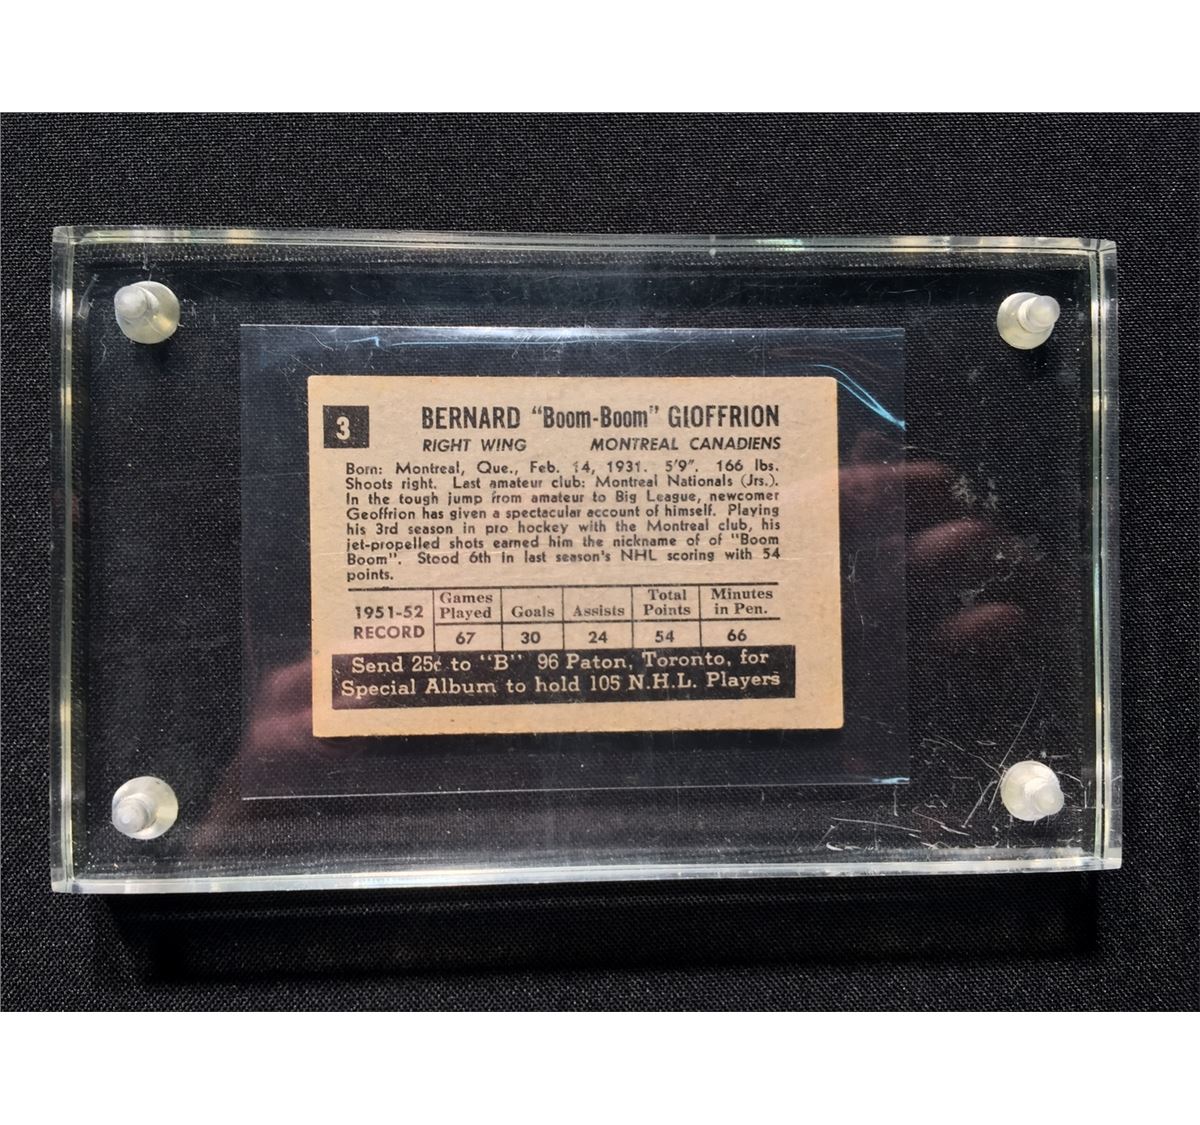 3
BERNARD "Boom-Boom" GIOFFRION
RIGHT WING MONTREAL CANADIENS
Born: Montreal, Que., Feb. 14, 1931. 5'9". 166 lbs.
Shoots right. Last amateur club: Montreal Nationals (Jrs.).
In the tough jump from amateur to Big League, newcomer
Geoffrion has given a spectacular account of himself. Playing
his 3rd season in pro hockey with the Montreal club, his
jet-propelled shots earned him the nickname of of "Boom
Boom". Stood 6th in last season's NHL scoring with 54
points.
1951-52 RECORD
Games Played Goals Assists Total Points Minutes in Pen.
67 30 24 54 66
Send 25¢ to "B" 96 Paton, Toronto, for
Special Album to hold 105 N.H.L. Players